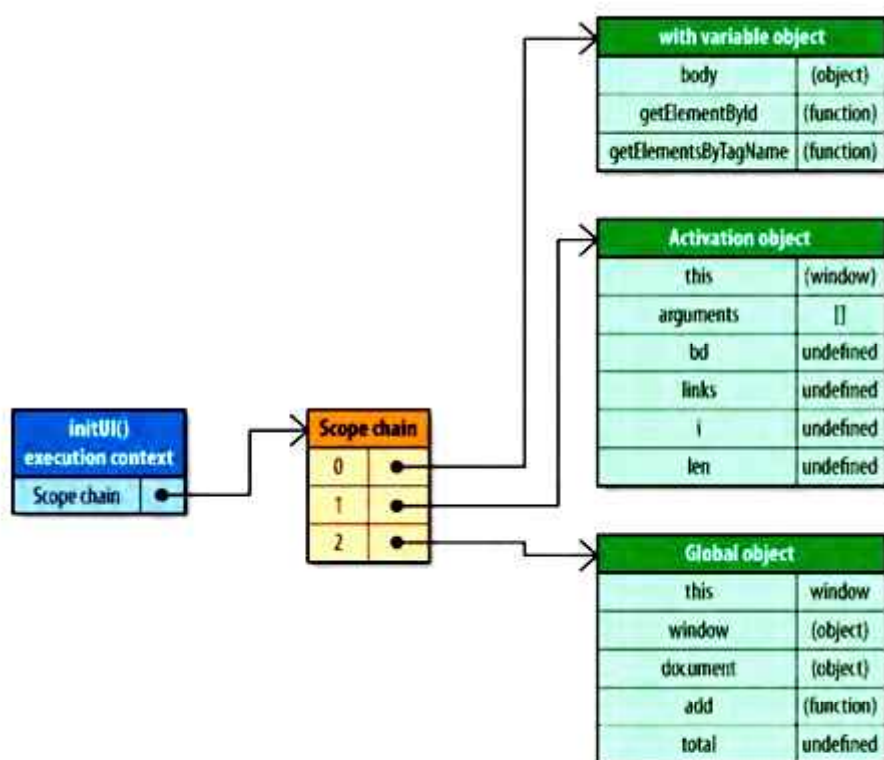 with variable object
body (object)
getElementById (function)
getElementsByTagName (function)
Activation object
this (window)
arguments []
bd undefined
links undefined
i undefined
len undefined
initUI()
execution context
Scope chain
Scope chain
0
1
2
Global object
this window
window (object)
document (object)
add (function)
total undefined